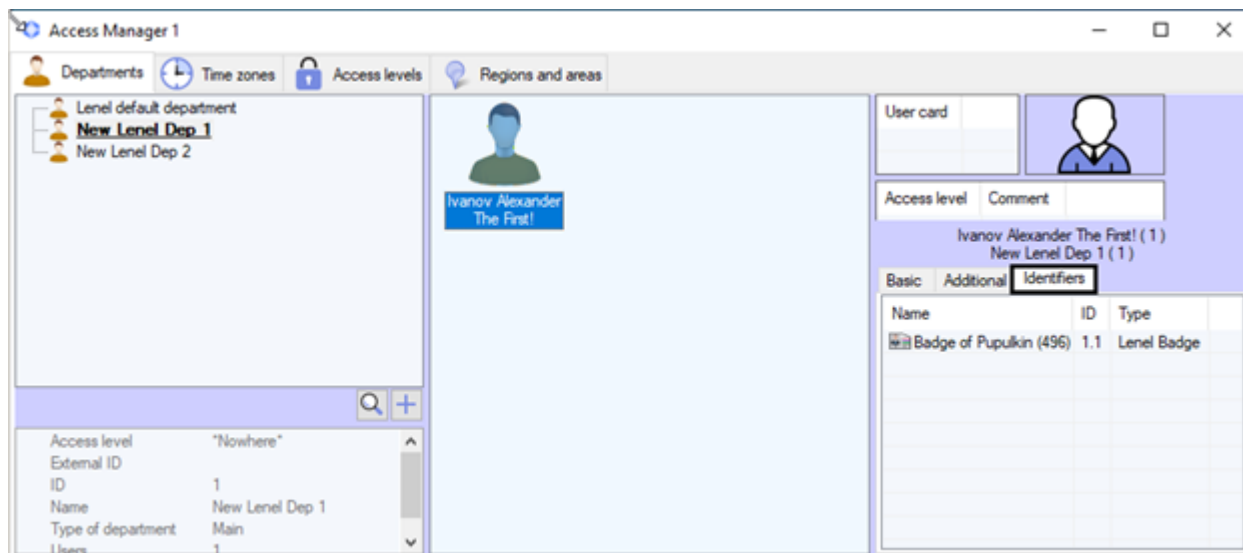 Access Manager 1
Departments Time zones Access levels Regions and areas
Lenel default department
New Lenel Dep 1
New Lenel Dep 2
Access level "Nowhere"
External ID
ID 1
Name New Lenel Dep 1
Type of department Main
Users 1
Ivanov Alexander
The First!
User card
Access level Comment
Ivanov Alexander The First! ( 1 )
New Lenel Dep 1 ( 1 )
Basic Additional Identifiers
Name ID Type
Badge of Pupulkin (496) 1.1 Lenel Badge